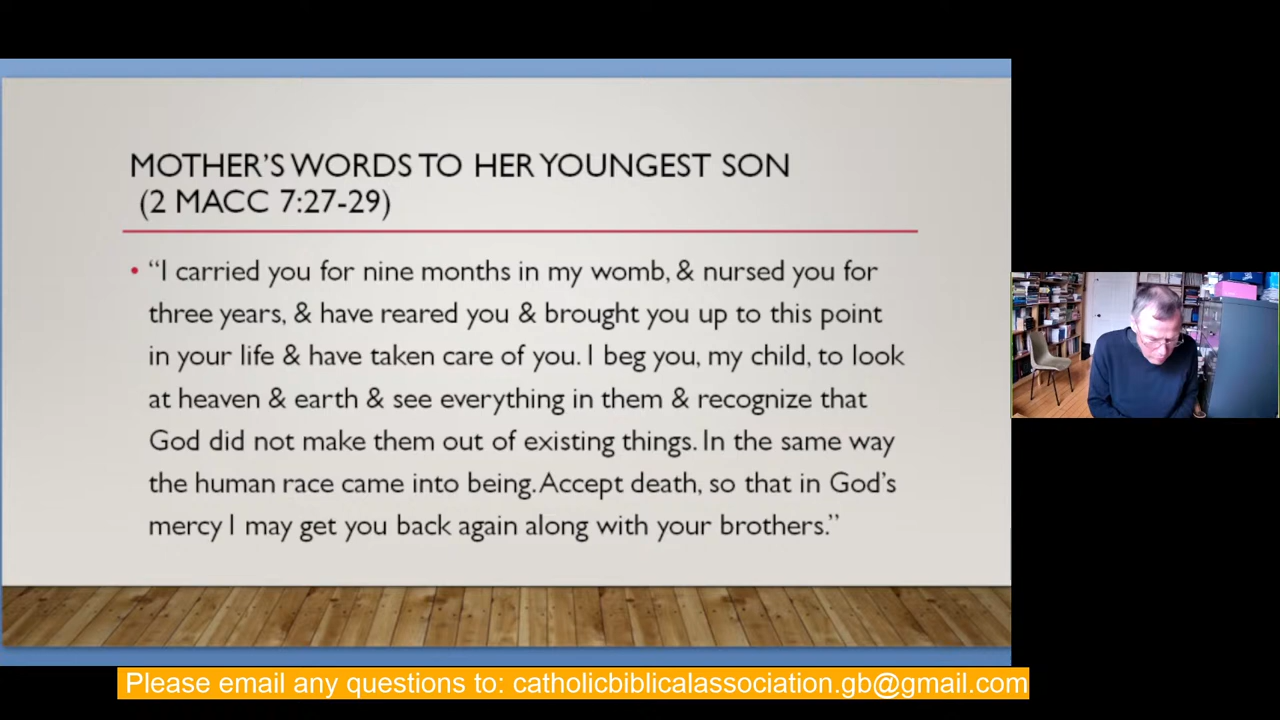 MOTHER'S WORDS TO HER YOUNGEST SON
(2 MACC 7:27-29)
• “I carried you for nine months in my womb, & nursed you for
three years, & have reared you & brought you up to this point
in your life & have taken care of you. I beg you, my child, to look
at heaven & earth & see everything in them & recognize that
God did not make them out of existing things. In the same way
the human race came into being. Accept death, so that in God’s
mercy I may get you back again along with your brothers.”
Please email any questions to: catholicbiblicalassociation.gb@gmail.com